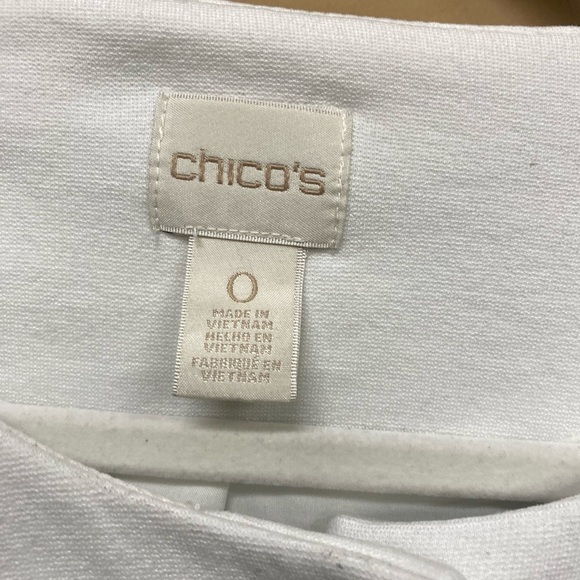 chico's
0
MADE IN
VIETNAM
HECHO EN
VIETNAM
FABRIQUÉ EN
VIETNAM